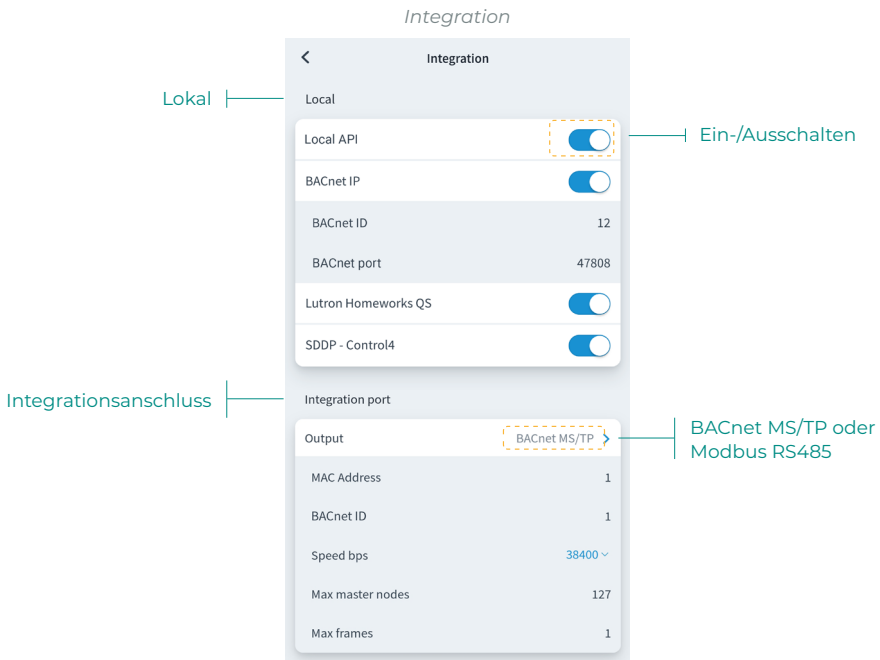 Integration
Integration
Lokal
Local
Local API
Ein-/Ausschalten
BACnet IP
BACnet ID 12
BACnet port 47808
Lutron Homeworks QS
SDDP - Control4
Integrationsanschluss
Integration port
Output BACnet MS/TP
BACnet MS/TP oder
Modbus RS485
MAC Address 1
BACnet ID 1
Speed bps 38400
Max master nodes 127
Max frames 1